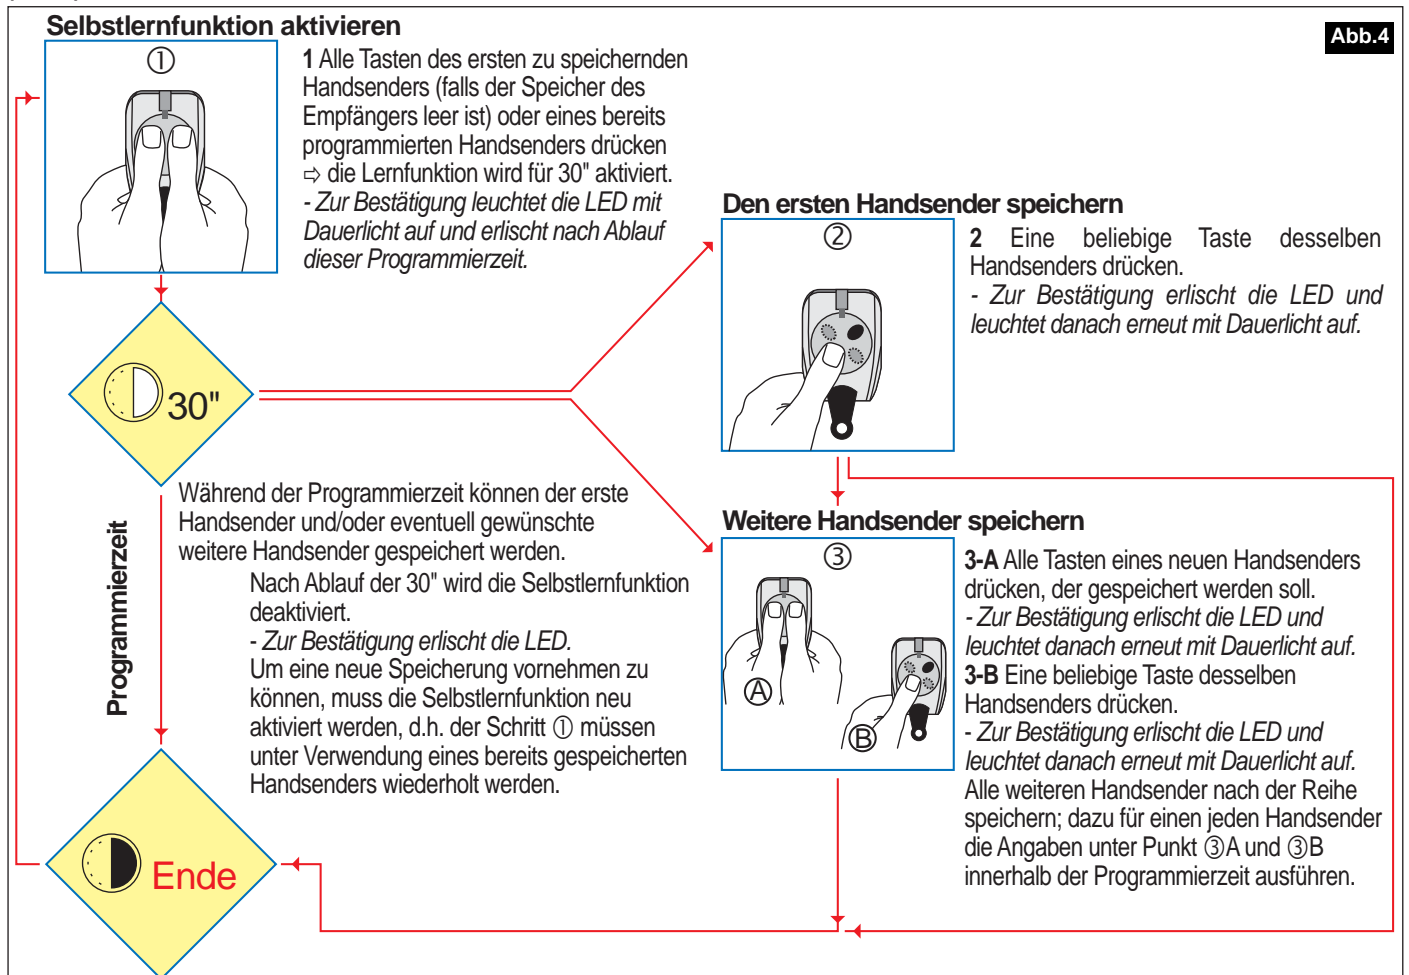 Selbstlernfunktion aktivieren
Abb.4
①
1 Alle Tasten des ersten zu speichernden
Handsenders (falls der Speicher des
Empfängers leer ist) oder eines bereits
programmierten Handsenders drücken
⇨ die Lernfunktion wird für 30" aktiviert.
- Zur Bestätigung leuchtet die LED mit
Dauerlicht auf und erlischt nach Ablauf
dieser Programmierzeit.
Den ersten Handsender speichern
②
2 Eine beliebige Taste desselben
Handsenders drücken.
- Zur Bestätigung erlischt die LED und
leuchtet danach erneut mit Dauerlicht auf.
30"
Programmierzeit
Während der Programmierzeit können der erste
Handsender und/oder eventuell gewünschte
weitere Handsender gespeichert werden.
Nach Ablauf der 30" wird die Selbstlernfunktion
deaktiviert.
- Zur Bestätigung erlischt die LED.
Um eine neue Speicherung vornehmen zu
können, muss die Selbstlernfunktion neu
aktiviert werden, d.h. der Schritt ① müssen
unter Verwendung eines bereits gespeicherten
Handsenders wiederholt werden.
Weitere Handsender speichern
③
A
B
3-A Alle Tasten eines neuen Handsenders
drücken, der gespeichert werden soll.
- Zur Bestätigung erlischt die LED und
leuchtet danach erneut mit Dauerlicht auf.
3-B Eine beliebige Taste desselben
Handsenders drücken.
- Zur Bestätigung erlischt die LED und
leuchtet danach erneut mit Dauerlicht auf.
Alle weiteren Handsender nach der Reihe
speichern; dazu für einen jeden Handsender
die Angaben unter Punkt ③A und ③B
innerhalb der Programmierzeit ausführen.
Ende